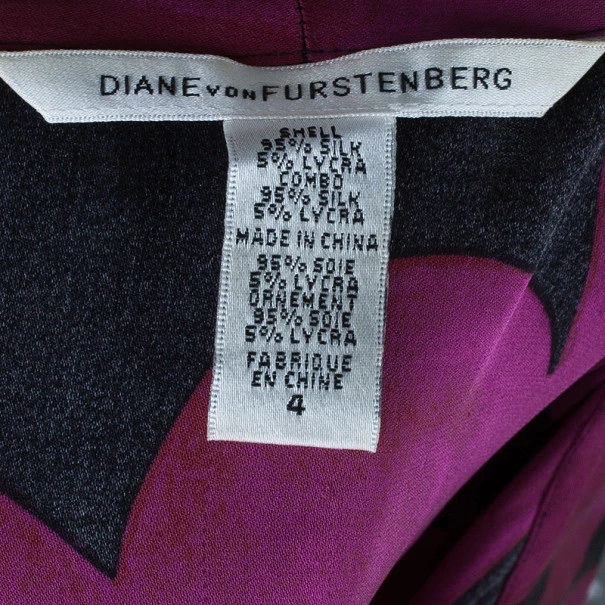 DIANE VON FURSTENBERG
SHELL
95% SILK
5% LYCRA
COMBO
95% SILK
5% LYCRA
MADE IN CHINA
95% SOIE
5% LYCRA
ORNEMENT
95% SOIE
5% LYCRA
FABRIQUE
EN CHINE
4